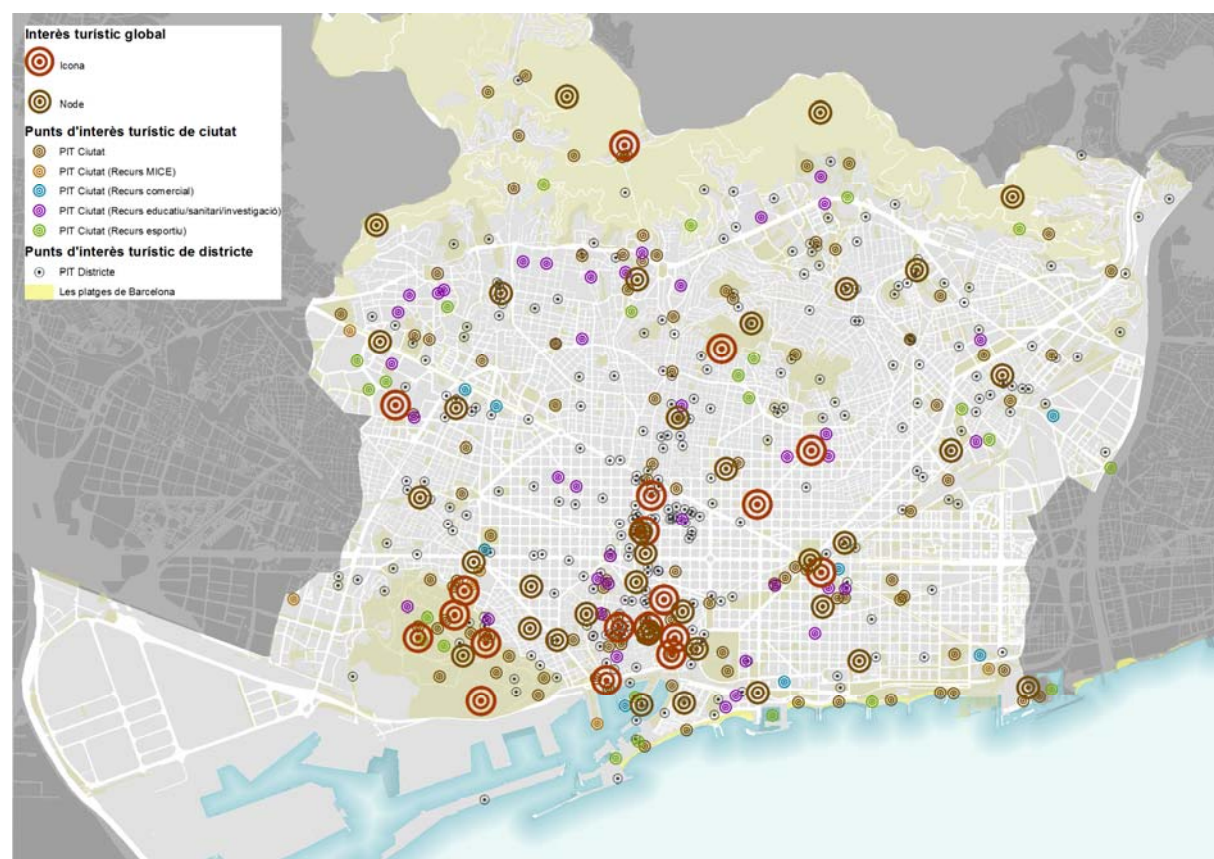 Interès turístic global
Icona
Node
Punts d'interès turístic de ciutat
PIT Ciutat
PIT Ciutat (Recurs MICE)
PIT Ciutat (Recurs comercial)
PIT Ciutat (Recurs educatiu/sanitari/investigació)
PIT Ciutat (Recurs esportiu)
Punts d'interès turístic de districte
PIT Districte
Les platges de Barcelona